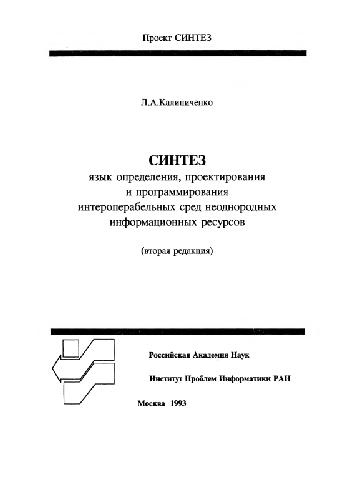 Проект СИНТЕЗ
Л.А.Калиниченко
СИНТЕЗ
язык определения, проектирования
и программирования
интероперабельных сред неоднородных
информационных ресурсов
(вторая редакция)
Российская Академия Наук
Институт Проблем Информатики РАН
Москва 1993